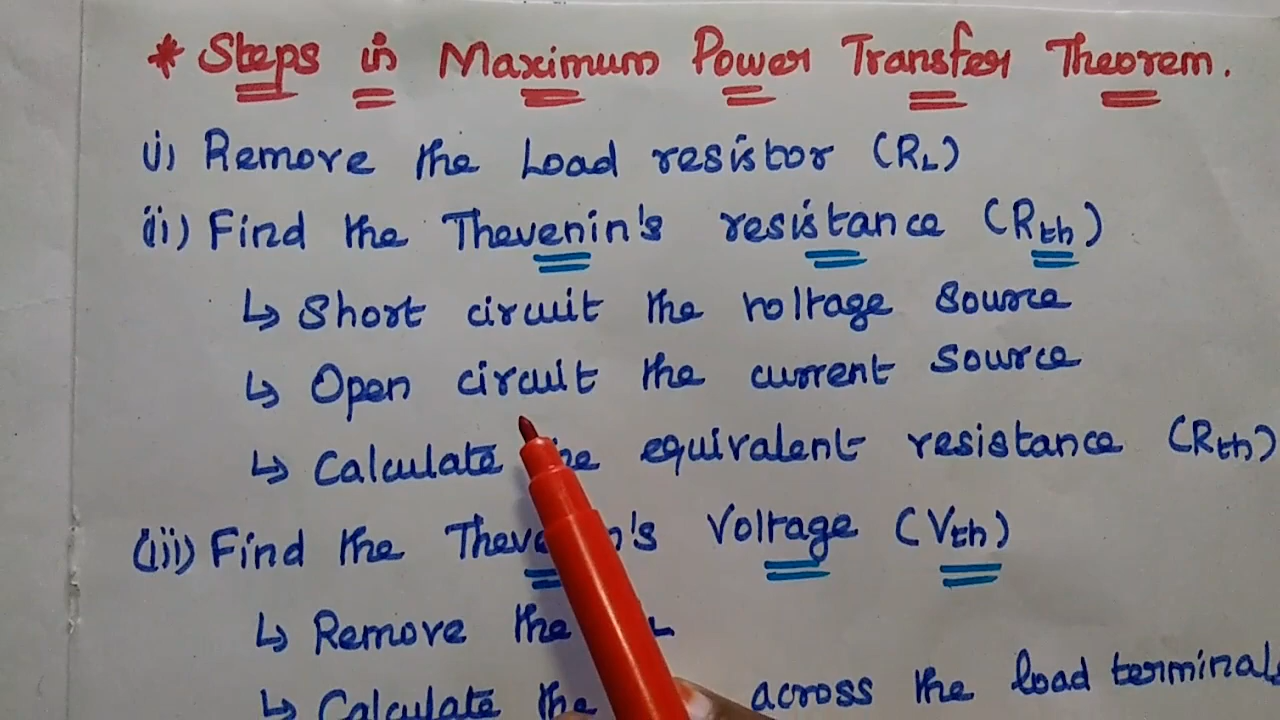 * Steps in Maximum Power Transfer Theorem.
(i) Remove the Load resistor (RL)
(ii) Find the Thevenin's resistance (Rth)
↳ Short circuit the voltage source
↳ Open circuit the current source
↳ Calculate the equivalent resistance (Rth)
(iii) Find the Thevenin's Voltage (Vth)
↳ Remove the
↳ Calculate the across the load terminals